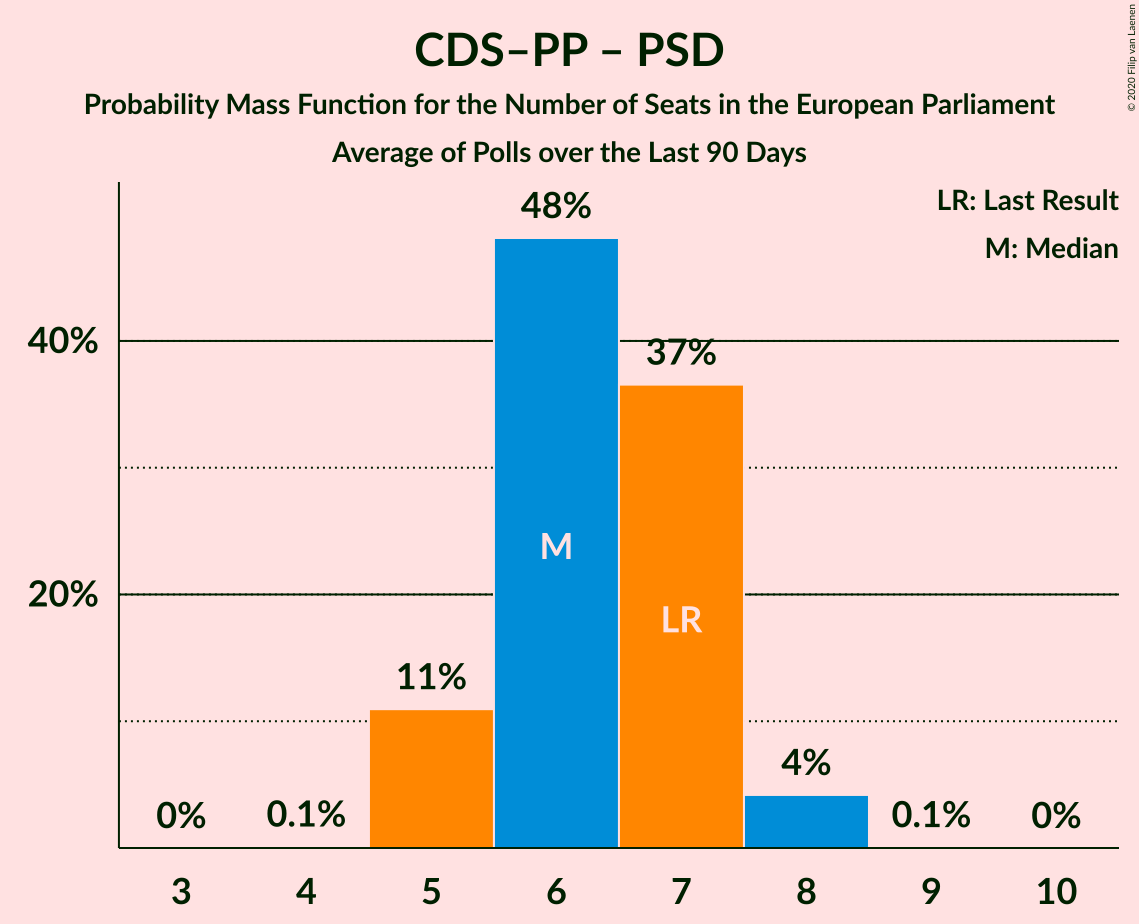 CDS–PP – PSD
Probability Mass Function for the Number of Seats in the European Parliament
Average of Polls over the Last 90 Days
© 2020 Filip van Laenen
LR: Last Result
M: Median
48%
40%
37%
M
20%
LR
11%
4%
0%
0.1%
0.1%
0%
3 4 5 6 7 8 9 10